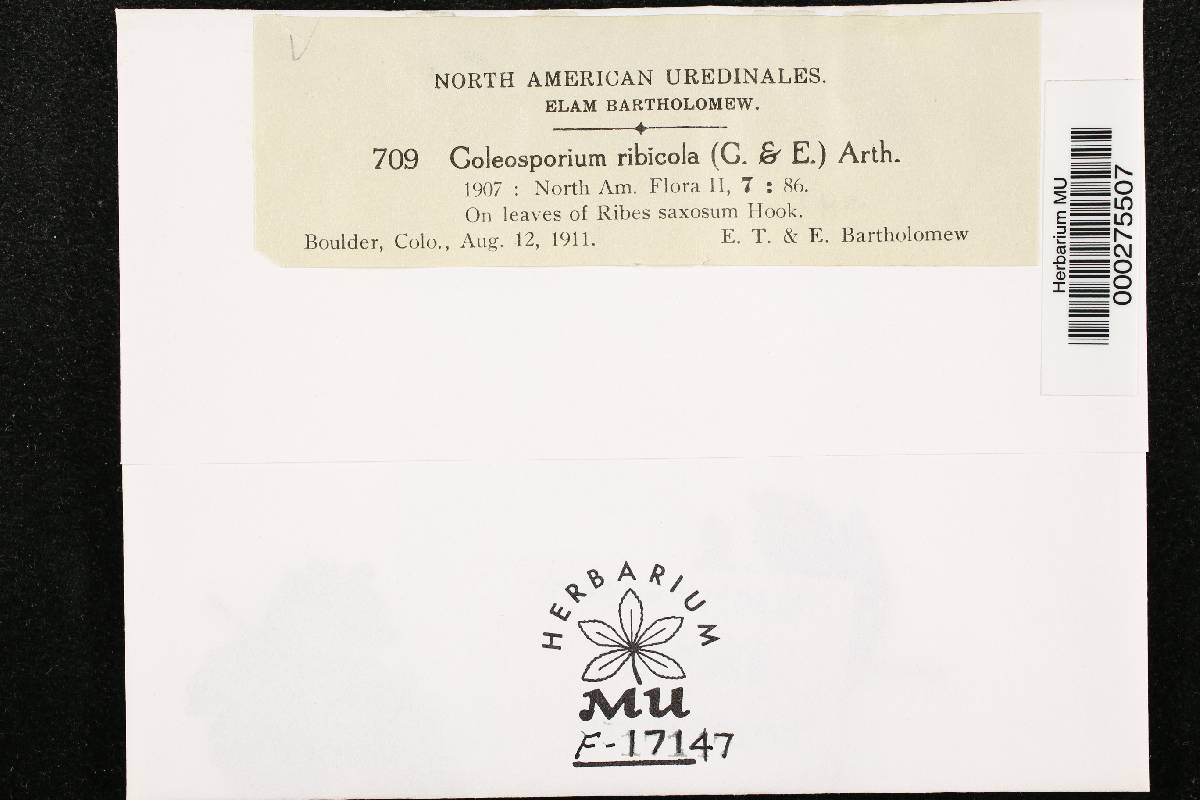 NORTH AMERICAN UREDINALES.
ELAM BARTHOLOMEW.
709 Coleosporium ribicola (C. & E.) Arth.
1907 : North Am. Flora II, 7 : 86.
On leaves of Ribes saxosum Hook.
Boulder, Colo., Aug. 12, 1911. E. T. & E. Bartholomew
Herbarium MU
000275507
HERBARIUM
MU
F-17147